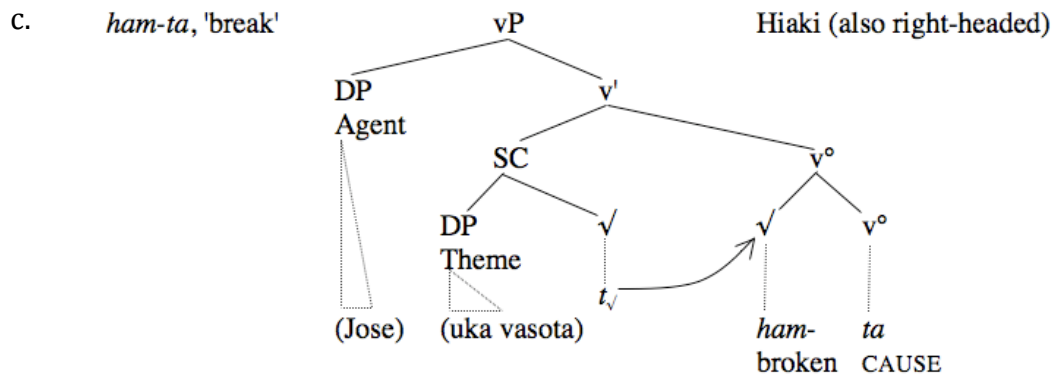 c. ham-ta, 'break' vP Hiaki (also right-headed)
DP v'
Agent
SC v°
DP √ √ v°
Theme
t√
(Jose) (uka vasota) ham- ta
broken CAUSE